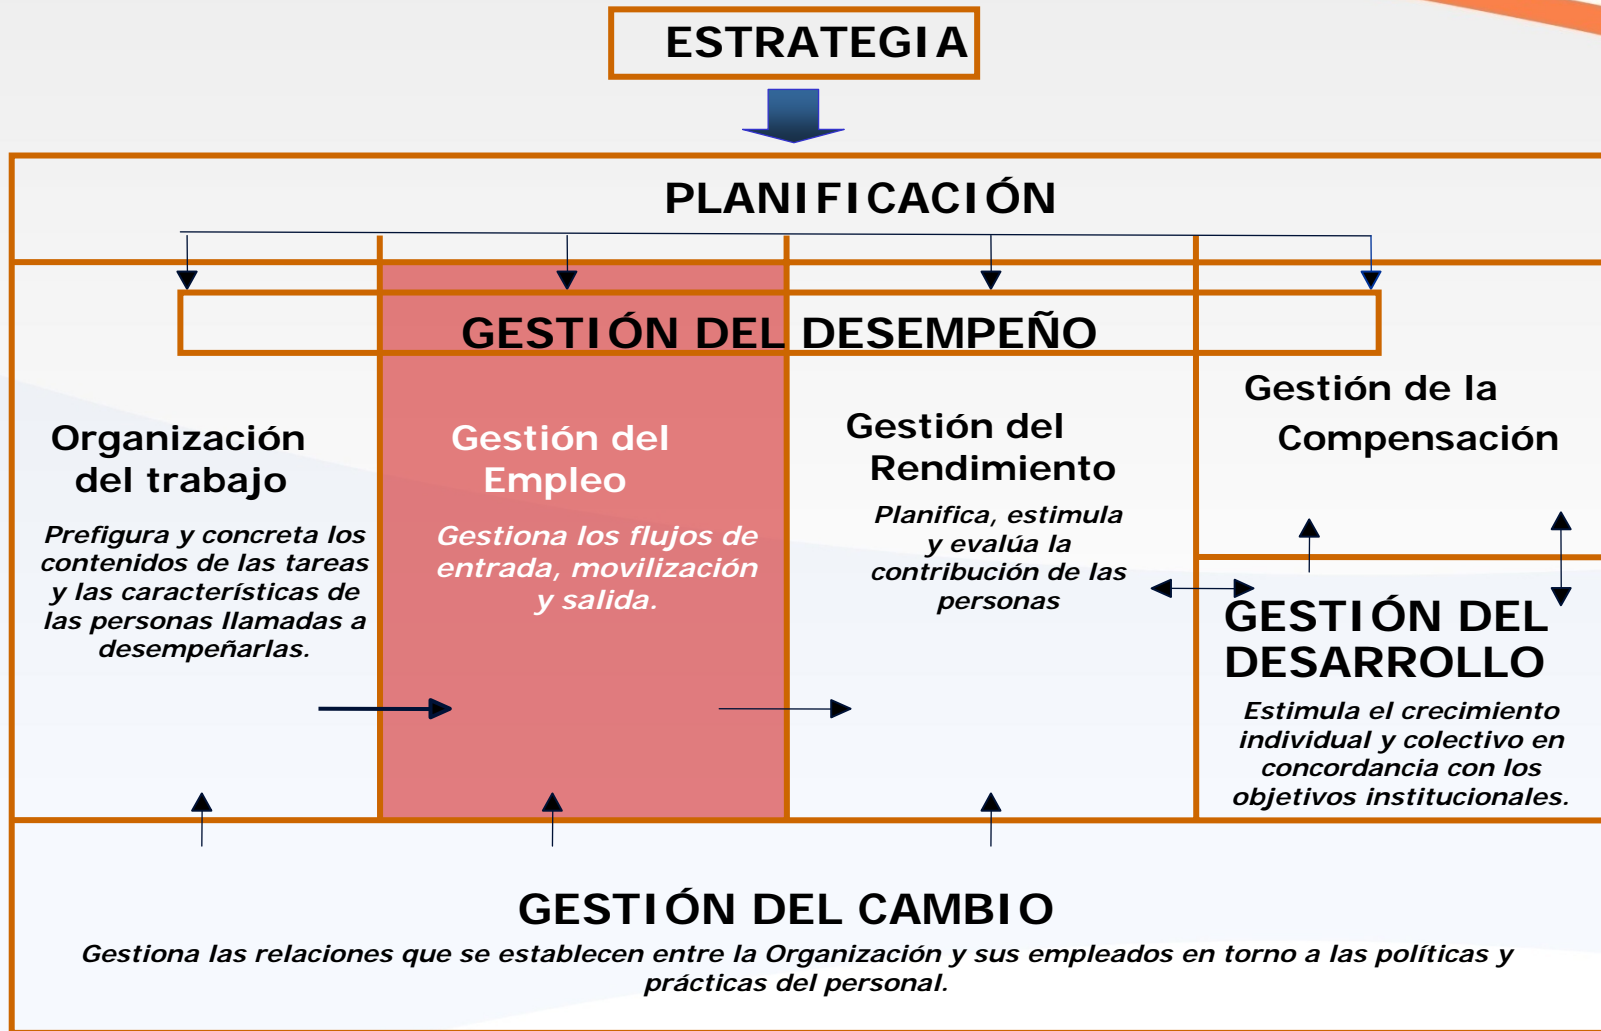 ESTRATEGIA
PLANIFICACIÓN
GESTIÓN DEL DESEMPEÑO
Organización
del trabajo
Prefigura y concreta los
contenidos de las tareas
y las características de
las personas llamadas a
desempeñarlas.
Gestión del
Empleo
Gestiona los flujos de
entrada, movilización
y salida.
Gestión del
Rendimiento
Planifica, estimula
y evalúa la
contribución de las
personas
Gestión de la
Compensación
GESTIÓN DEL
DESARROLLO
Estimula el crecimiento
individual y colectivo en
concordancia con los
objetivos institucionales.
GESTIÓN DEL CAMBIO
Gestiona las relaciones que se establecen entre la Organización y sus empleados en torno a las políticas y
prácticas del personal.